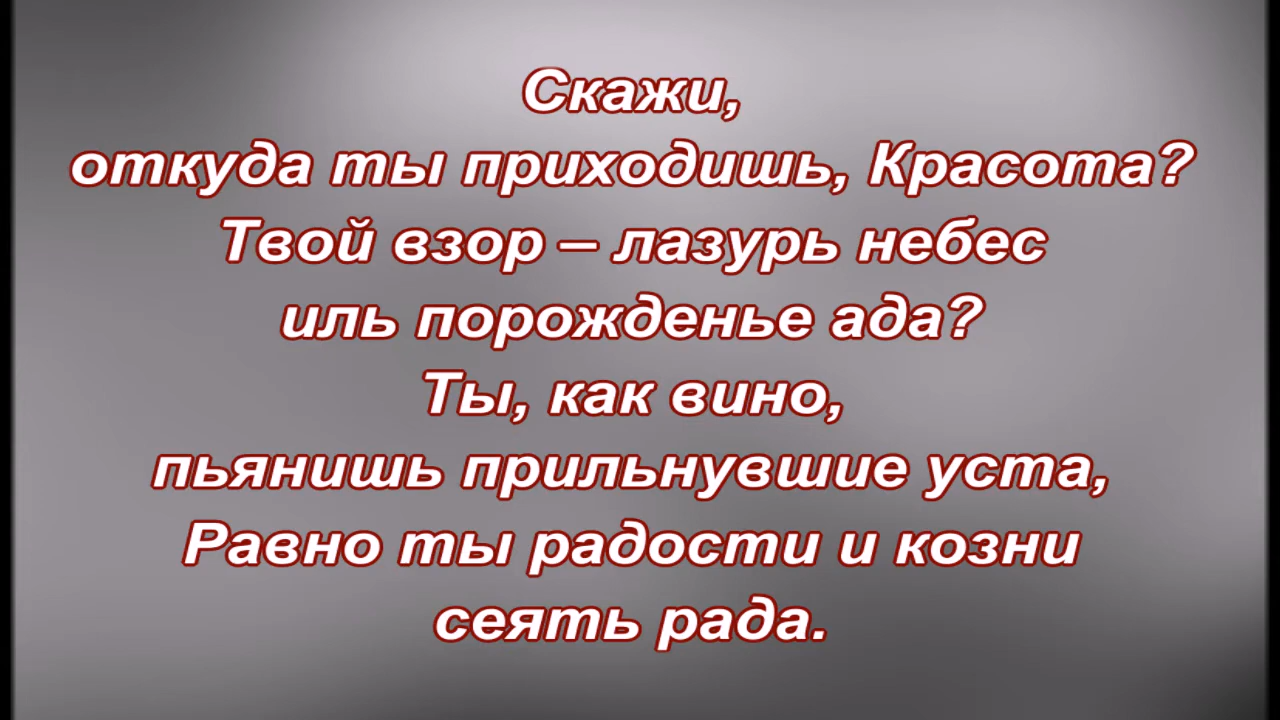 Скажи,
откуда ты приходишь, Красота?
Твой взор – лазурь небес
иль порожденье ада?
Ты, как вино,
пьянишь прильнувшие уста,
Равно ты радости и козни
сеять рада.